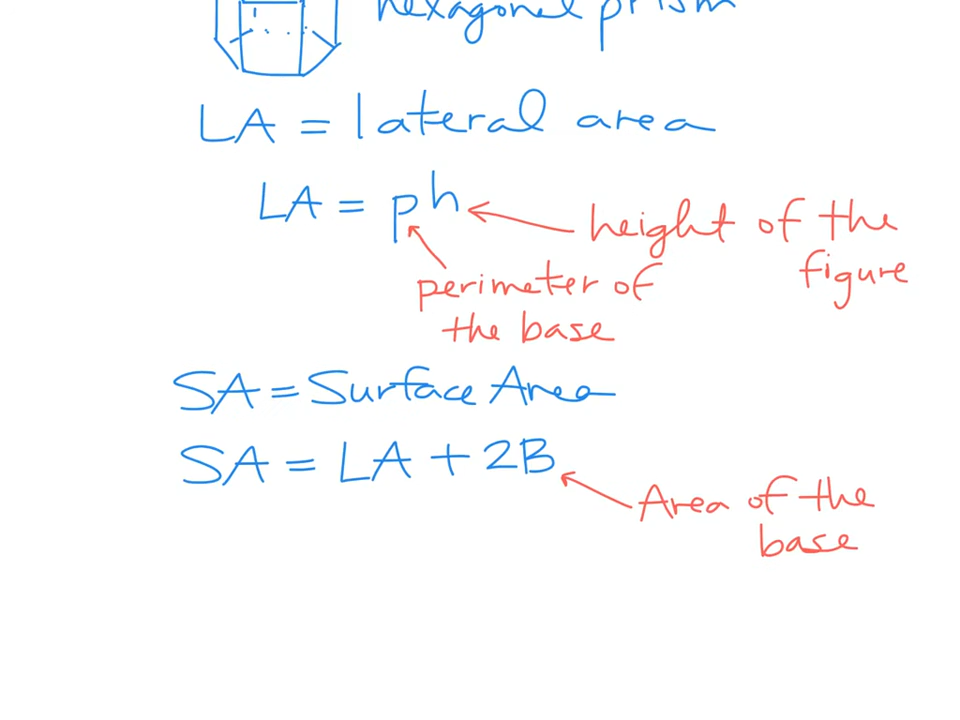 hexagonal prism
LA = lateral area
LA = ph
height of the
figure
perimeter of
the base
SA = Surface Area
SA = LA + 2B
Area of the
base